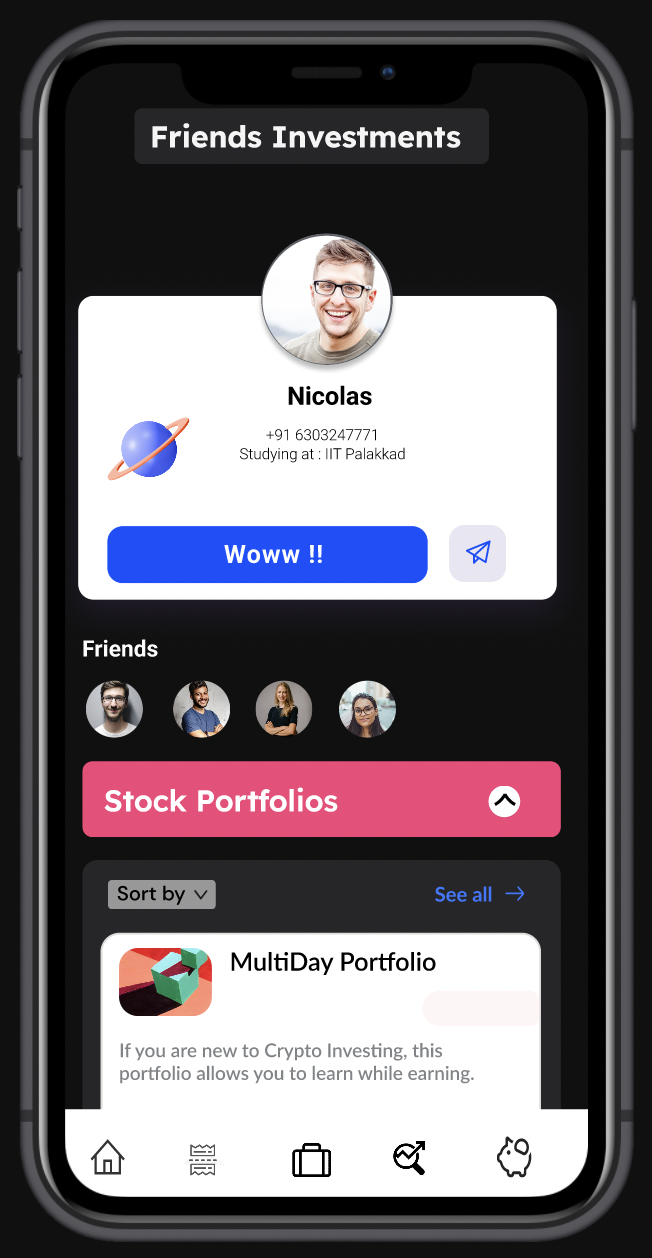 Friends Investments
Nicolas
+91 6303247771
Studying at : IIT Palakkad
Woww !!
Friends
Stock Portfolios
Sort by
See all
MultiDay Portfolio
If you are new to Crypto Investing, this
portfolio allows you to learn while earning.